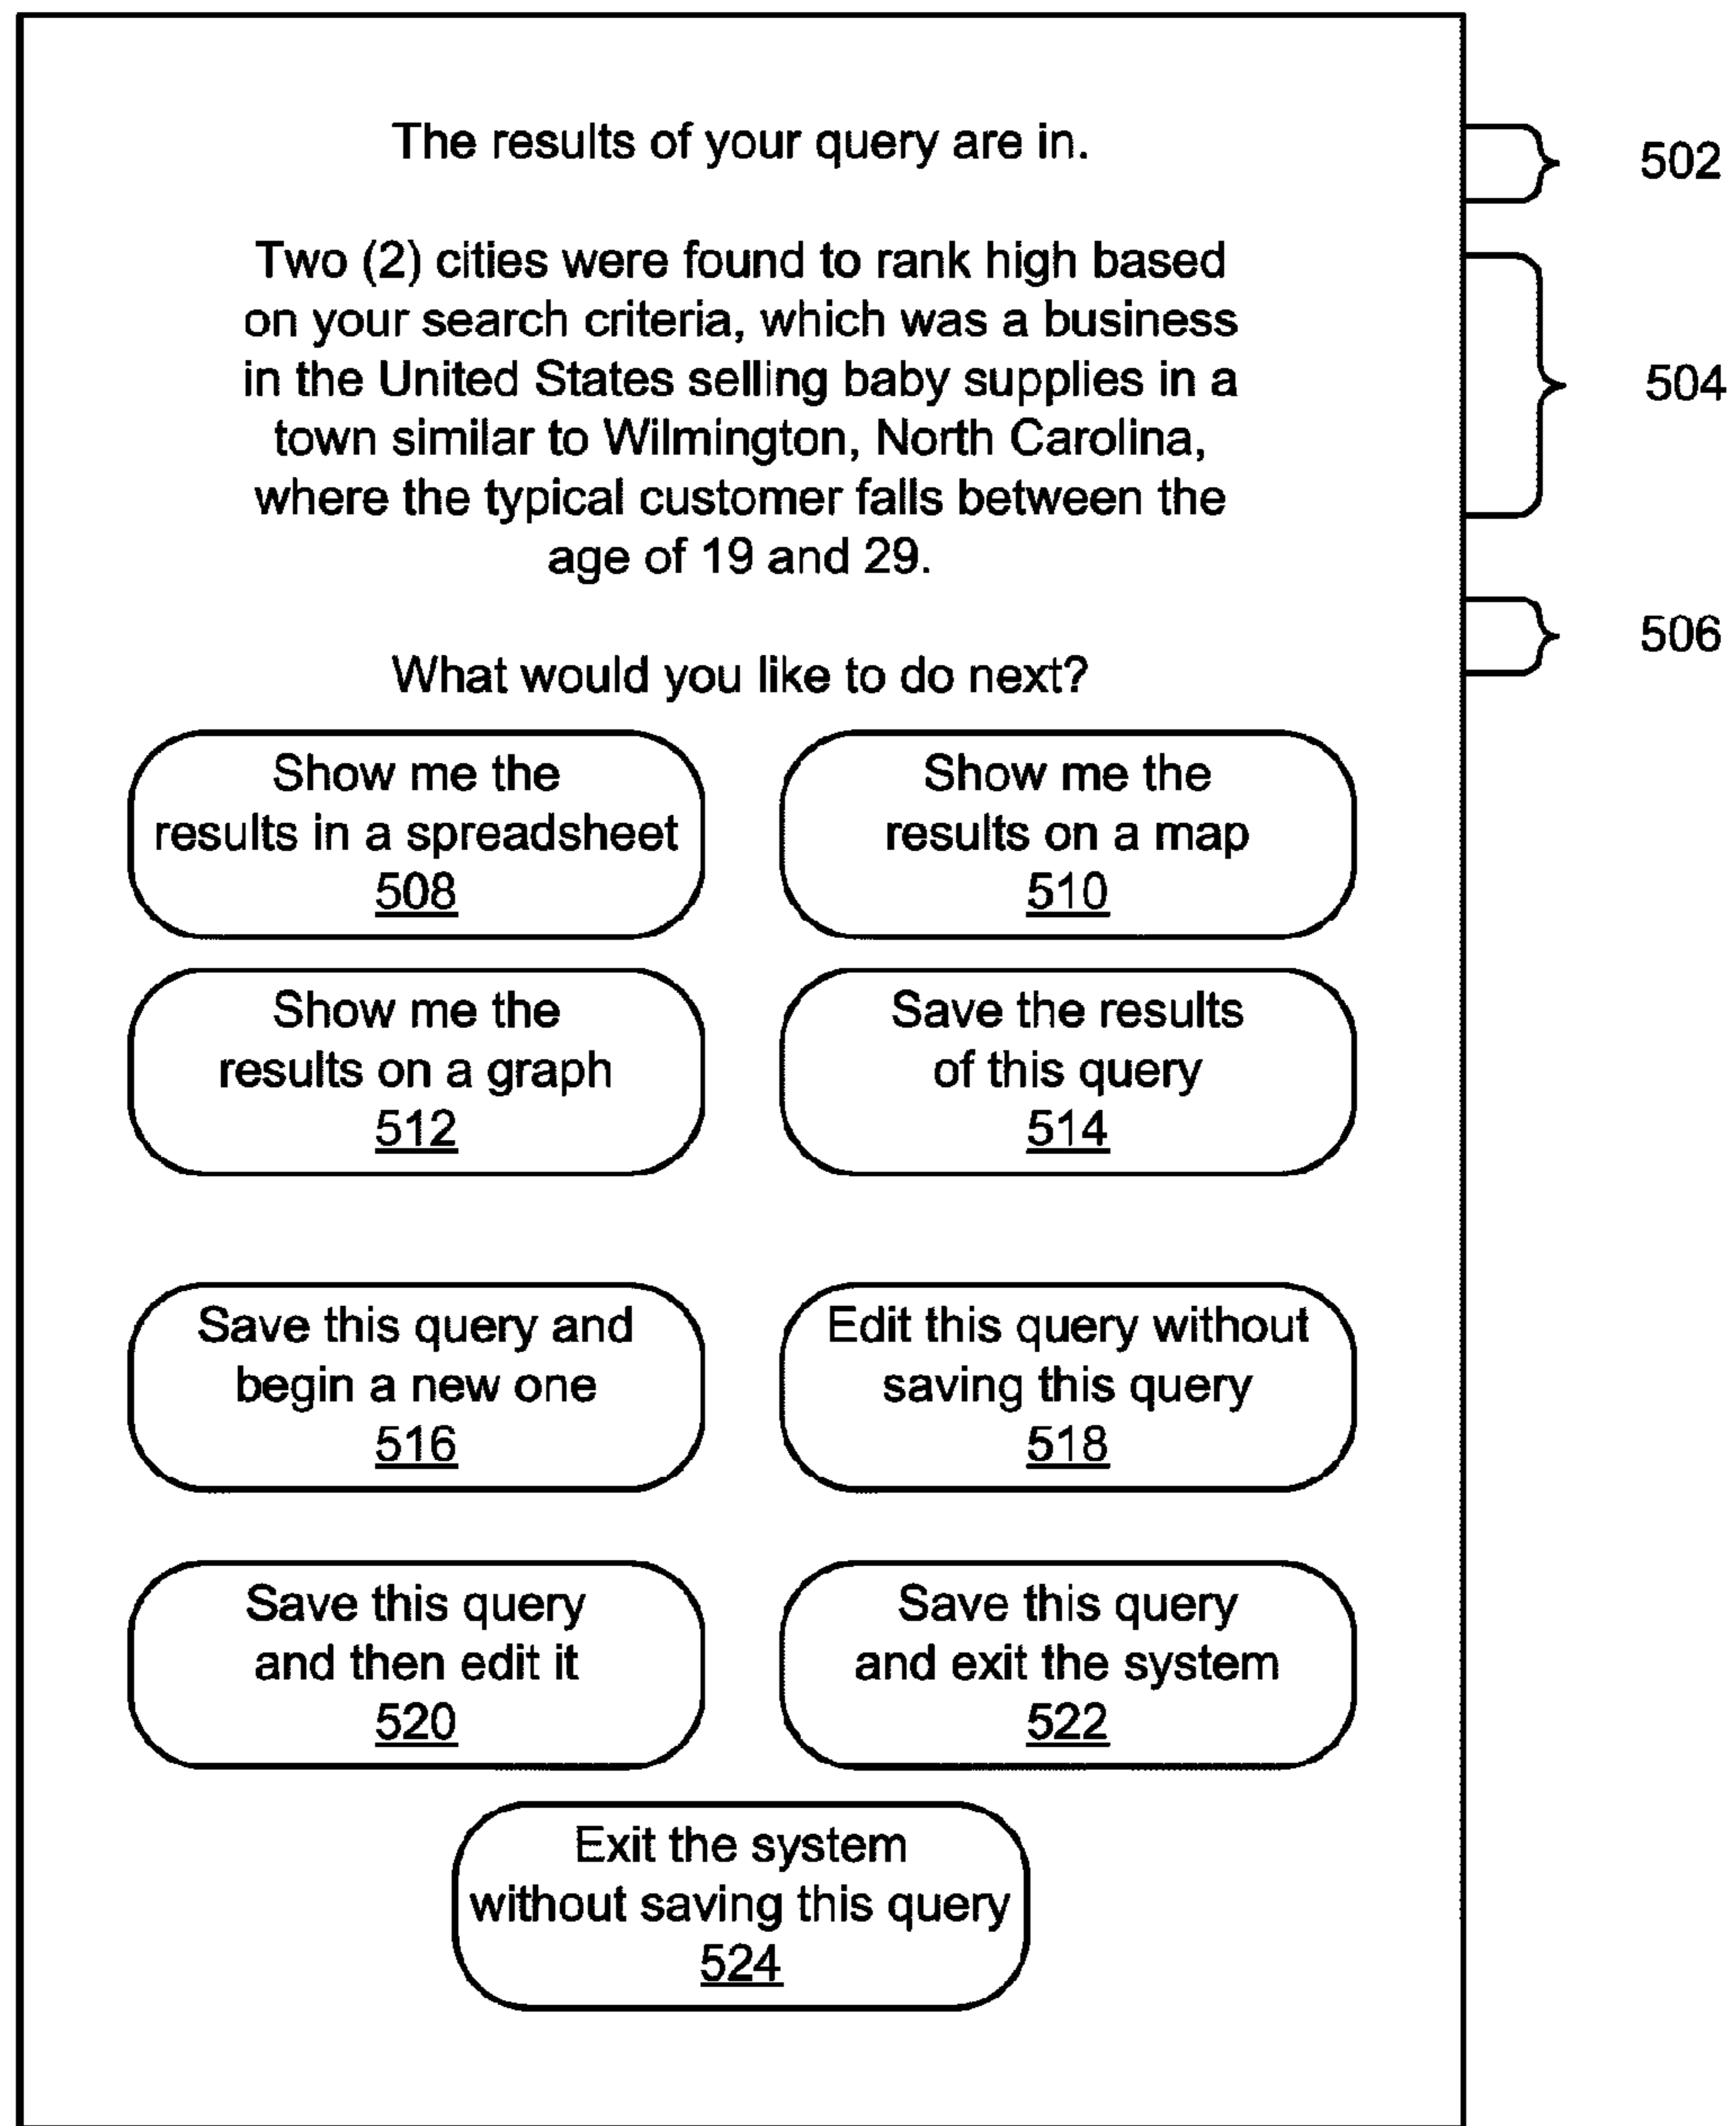 The results of your query are in.
502
Two (2) cities were found to rank high based
on your search criteria, which was a business
in the United States selling baby supplies in a
town similar to Wilmington, North Carolina,
where the typical customer falls between the
age of 19 and 29.
504
What would you like to do next?
506
Show me the
results in a spreadsheet
508
Show me the
results on a map
510
Show me the
results on a graph
512
Save the results
of this query
514
Save this query and
begin a new one
516
Edit this query without
saving this query
518
Save this query
and then edit it
520
Save this query
and exit the system
522
Exit the system
without saving this query
524